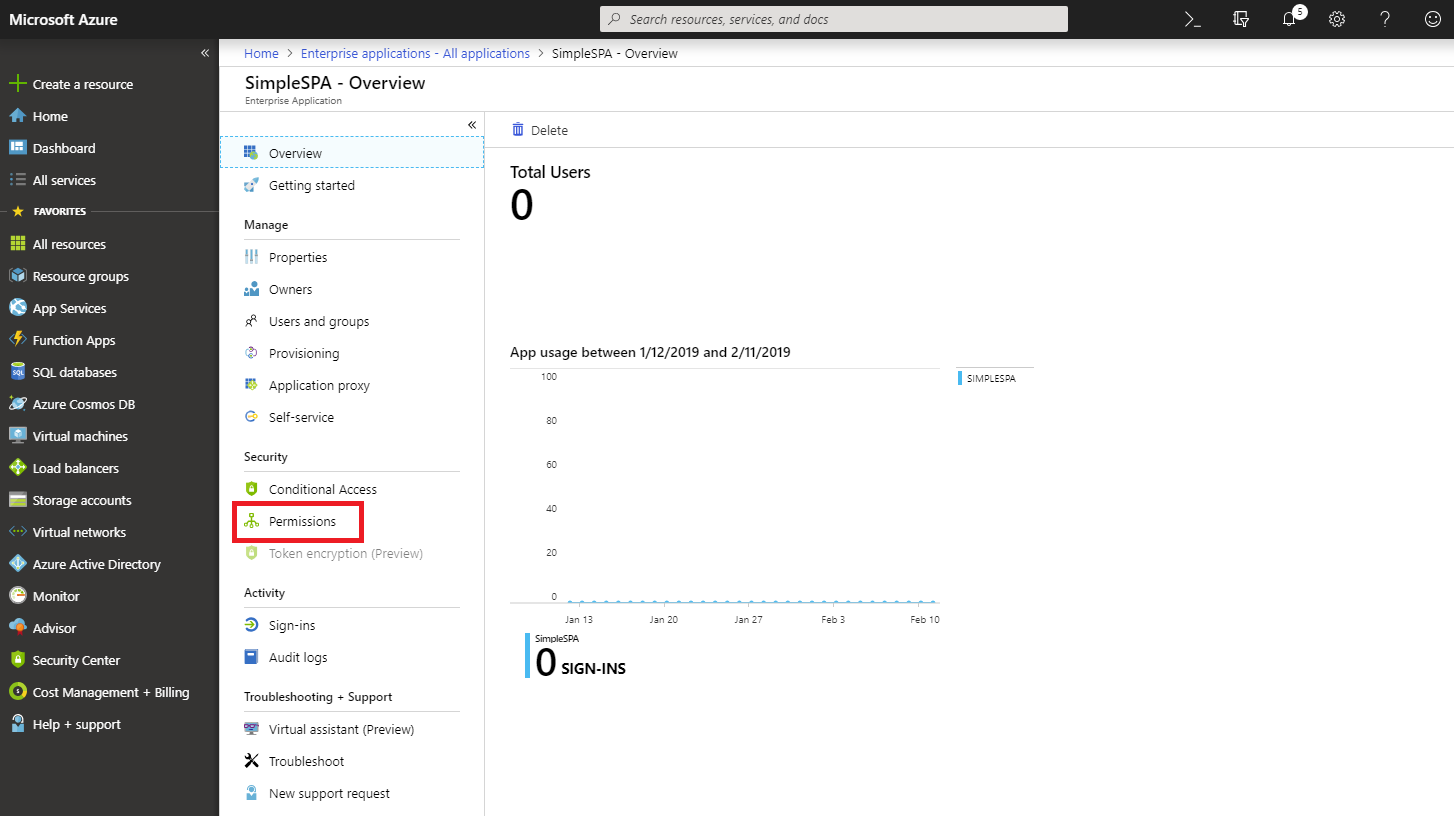 Microsoft Azure
Search resources, services, and docs
>_
5
?
«
Create a resource
Home
Dashboard
All services
FAVORITES
All resources
Resource groups
App Services
Function Apps
SQL
SQL databases
Azure Cosmos DB
Virtual machines
Load balancers
Storage accounts
Virtual networks
Azure Active Directory
Monitor
Advisor
Security Center
Cost Management + Billing
Help + support
Home > Enterprise applications - All applications > SimpleSPA - Overview
SimpleSPA - Overview
Enterprise Application
«
Overview
Getting started
Manage
Properties
Owners
Users and groups
Provisioning
Application proxy
Self-service
Security
Conditional Access
Permissions
Token encryption (Preview)
Activity
Sign-ins
Audit logs
Troubleshooting + Support
Virtual assistant (Preview)
Troubleshoot
New support request
Delete
Total Users
0
App usage between 1/12/2019 and 2/11/2019
100
80
60
40
20
0
Jan 13 Jan 20 Jan 27 Feb 3 Feb 10
SIMPLESPA
SimpleSPA
0 SIGN-INS